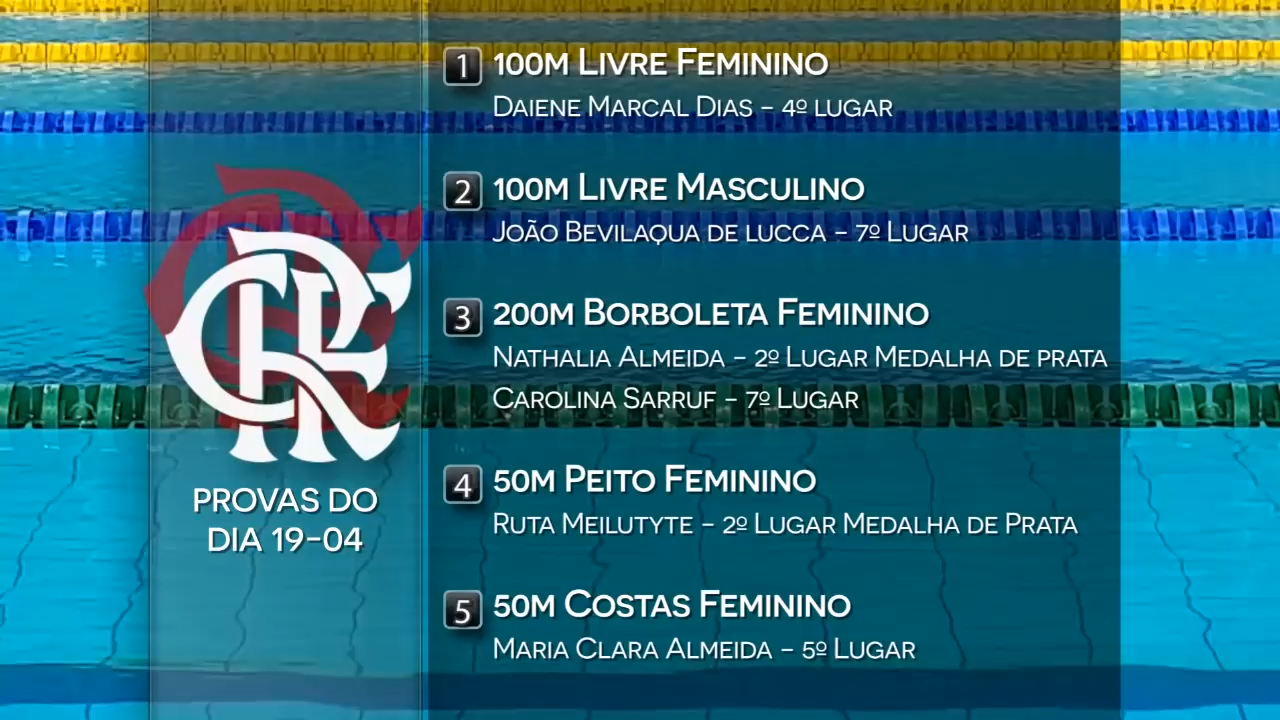 CRF
PROVAS DO
DIA 19-04
1 100M LIVRE FEMININO
DAIENE MARCAL DIAS - 4º LUGAR
2 100M LIVRE MASCULINO
JOÃO BEVILAQUA DE LUCCA - 7º LUGAR
3 200M BORBOLETA FEMININO
NATHALIA ALMEIDA - 2º LUGAR MEDALHA DE PRATA
CAROLINA SARRUF - 7º LUGAR
4 50M PEITO FEMININO
RUTA MEILUTYTE - 2º LUGAR MEDALHA DE PRATA
5 50M COSTAS FEMININO
MARIA CLARA ALMEIDA - 5º LUGAR